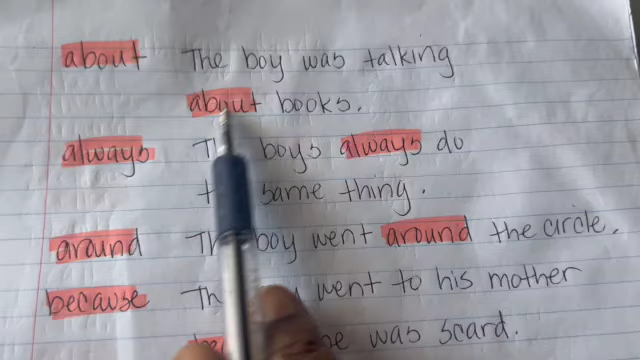 about The boy was talking
about books.
always boys always do
same thing.
around boy went around the circle.
because went to his mother
was scard.